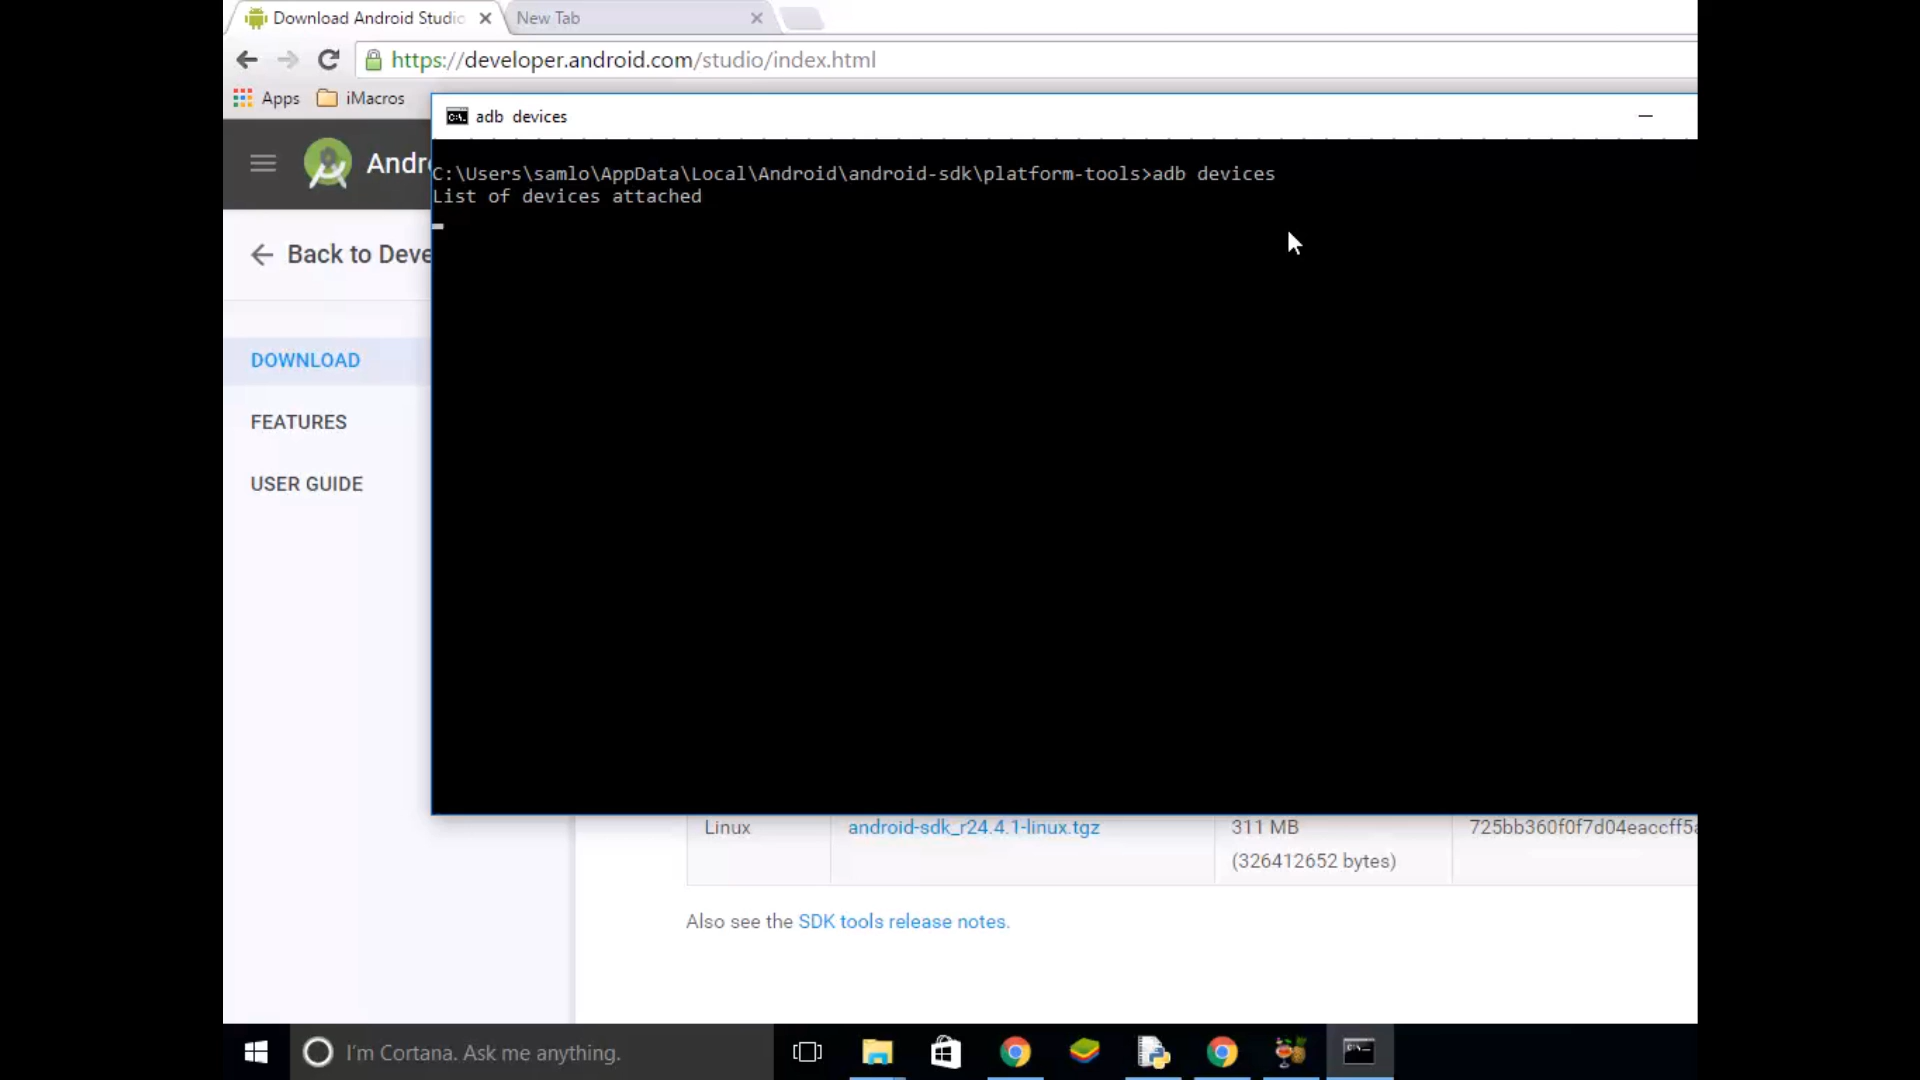 Download Android Studio
New Tab
https://developer.android.com/studio/index.html
Apps
iMacros
adb devices
Andr
C:\Users\samlo\AppData\Local\Android\android-sdk\platform-tools>adb devices
List of devices attached
Back to Deve
DOWNLOAD
FEATURES
USER GUIDE
Linux
android-sdk_r24.4.1-linux.tgz
311 MB
725bb360f0f7d04eaccff5a
(326412652 bytes)
Also see the SDK tools release notes.
I'm Cortana. Ask me anything.